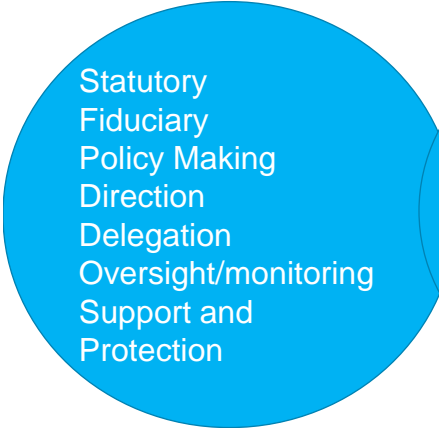 Statutory
Fiduciary
Policy Making
Direction
Delegation
Oversight/monitoring
Support and
Protection